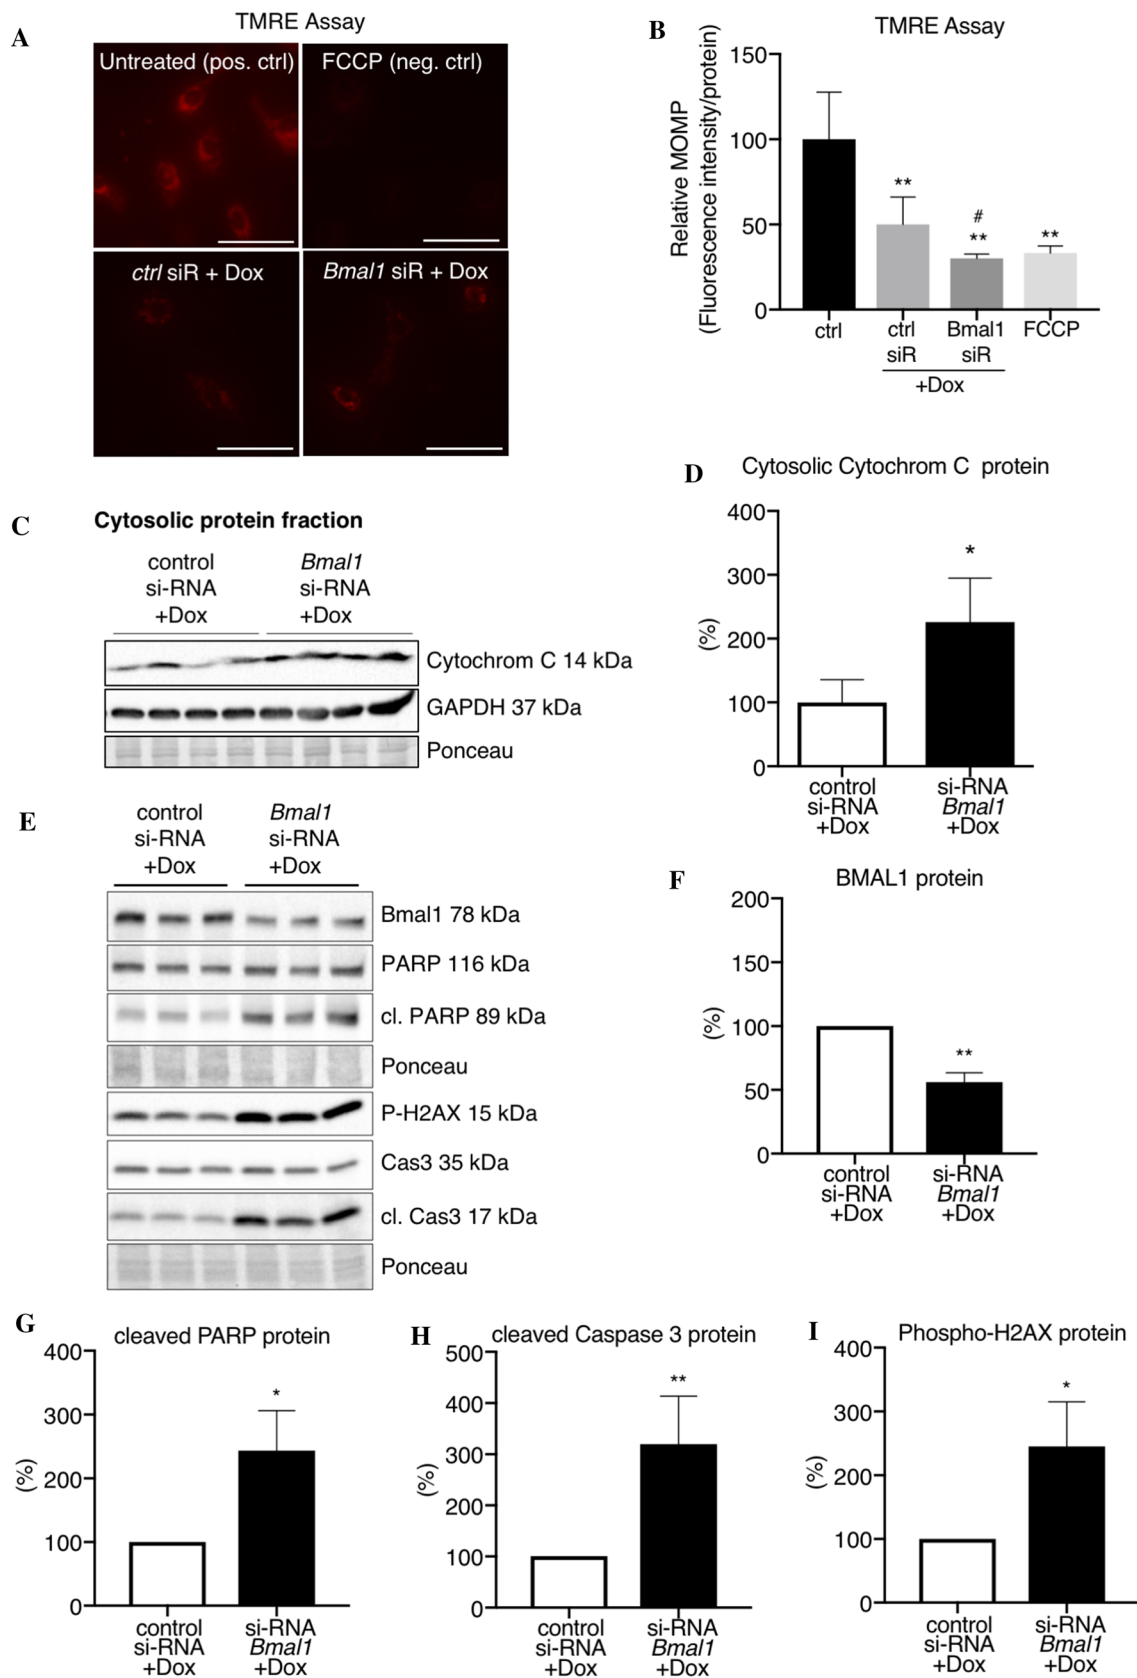 A
TMRE Assay
Untreated (pos. ctrl)
FCCP (neg. ctrl)
ctrl siR + Dox
Bmal1 siR + Dox
B
TMRE Assay
Relative MOMP
(Fluorescence intensity/protein)
150
100
50
0
**
#
**
**
ctrl
ctrl
siR
Bmal1
siR
FCCP
+Dox
C
Cytosolic protein fraction
control
si-RNA
+Dox
Bmal1
si-RNA
+Dox
Cytochrom C 14 kDa
GAPDH 37 kDa
Ponceau
D
Cytosolic Cytochrom C protein
(%)
400
300
200
100
0
*
control
si-RNA
+Dox
si-RNA
Bmal1
+Dox
E
control
si-RNA
+Dox
Bmal1
si-RNA
+Dox
Bmal1 78 kDa
PARP 116 kDa
cl. PARP 89 kDa
Ponceau
P-H2AX 15 kDa
Cas3 35 kDa
cl. Cas3 17 kDa
Ponceau
F
BMAL1 protein
(%)
200
150
100
50
0
**
control
si-RNA
+Dox
si-RNA
Bmal1
+Dox
G
cleaved PARP protein
(%)
400
300
200
100
0
*
control
si-RNA
+Dox
si-RNA
Bmal1
+Dox
H
cleaved Caspase 3 protein
(%)
500
400
300
200
100
0
**
control
si-RNA
+Dox
si-RNA
Bmal1
+Dox
I
Phospho-H2AX protein
(%)
400
300
200
100
0
*
control
si-RNA
+Dox
si-RNA
Bmal1
+Dox